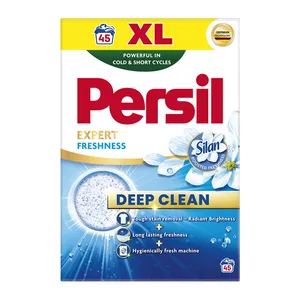 45
XL
POWERFUL IN
COLD & SHORT CYCLES
Persil
EXPERT
FRESHNESS
Silan
DEEP CLEAN
Tough stain removal – Radiant Brightness
+
Long lasting freshness
+
Hygienically fresh machine
45